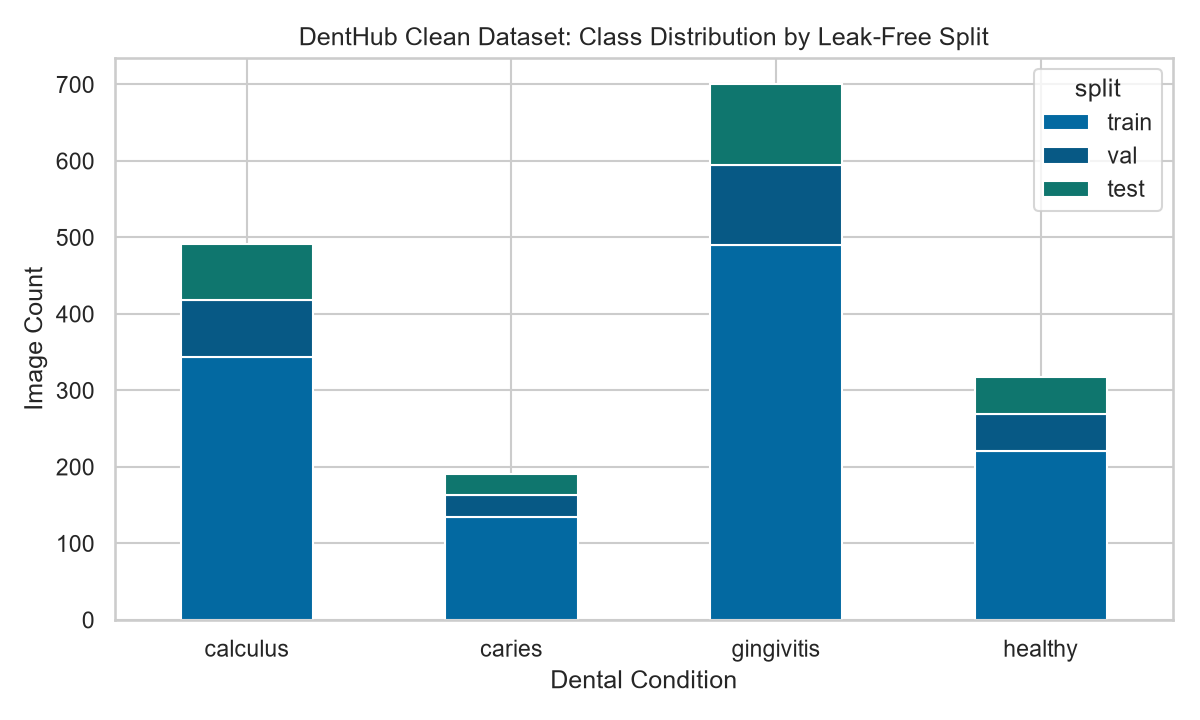 DentHub Clean Dataset: Class Distribution by Leak-Free Split
split
train
val
test
700
600
500
400
300
200
100
0
Image Count
calculus caries gingivitis healthy
Dental Condition